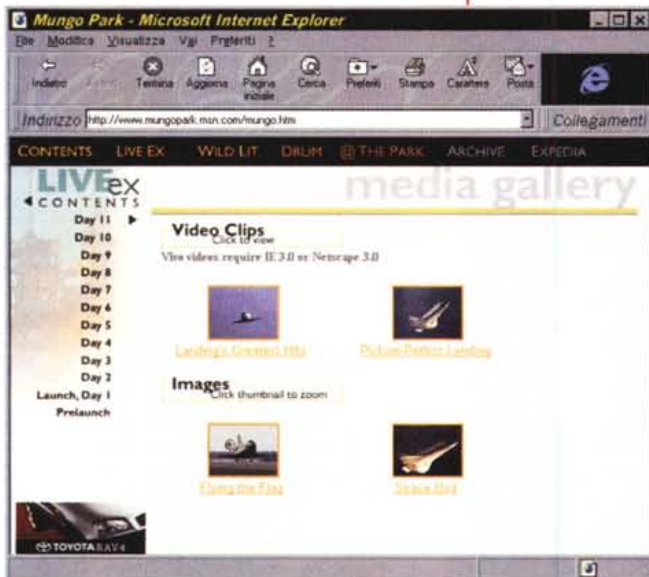 Mungo Park - Microsoft Internet Explorer
File Modifica Visualizza Vai Preferiti ?
Indietro Termina Aggiorna Pagina iniziale Cerca Preferiti Stampa Carattere Posta
Indirizzo http://www.mungopark.msn.com/mungo.htm Collegamenti
CONTENTS LIVE EX WILD LIT DRUM @ THE PARK ARCHIVE EXPEDIA
LIVE ex
media gallery
CONTENTS
Day 11
Day 10
Day 9
Day 8
Day 7
Day 6
Day 5
Day 4
Day 3
Day 2
Launch, Day 1
Prelaunch
Video Clips
Click to view
Vivo videos require IE 3.0 or Netscape 3.0
Landing's Greatest Hits
Picture-Perfect Landing
Images
Click thumbnail to zoom
Flying the Flag
Space Bird
TOYOTA RAV4